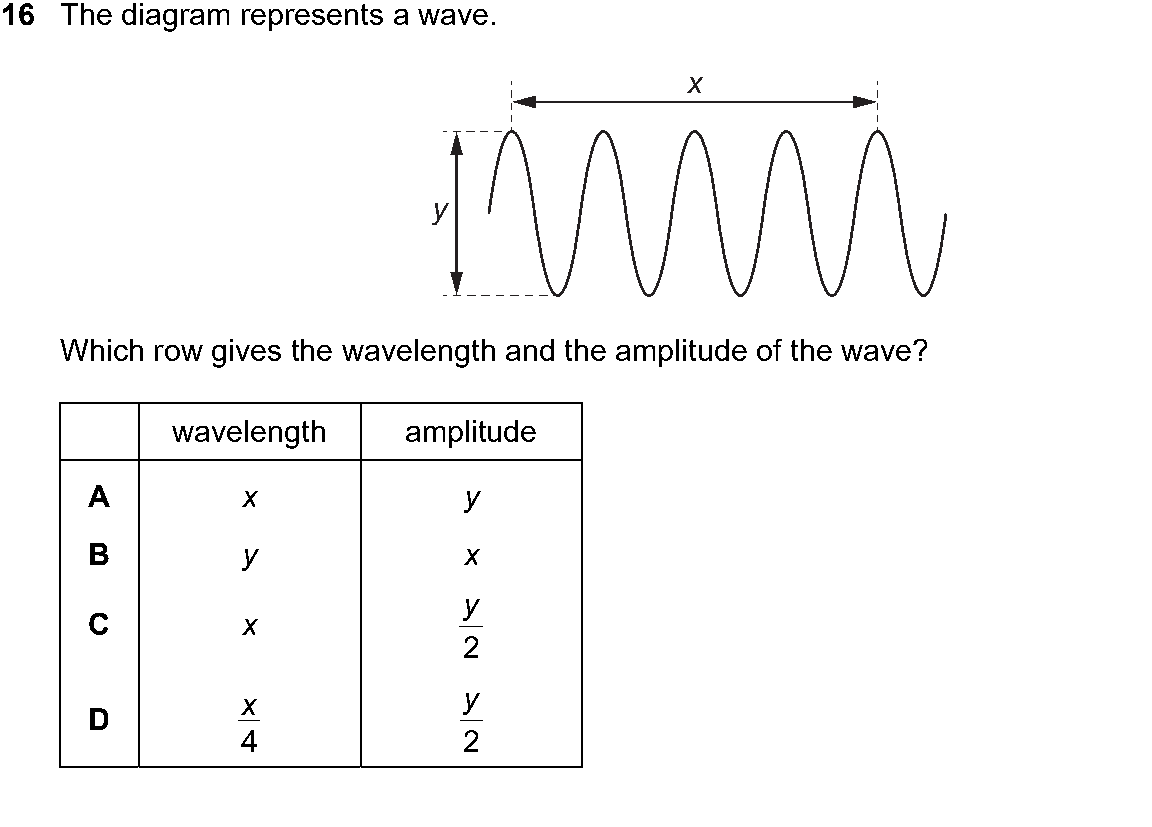 16 The diagram represents a wave.
x
y
Which row gives the wavelength and the amplitude of the wave?
wavelength amplitude
A x y
B y x
C x y/2
D x/4 y/2